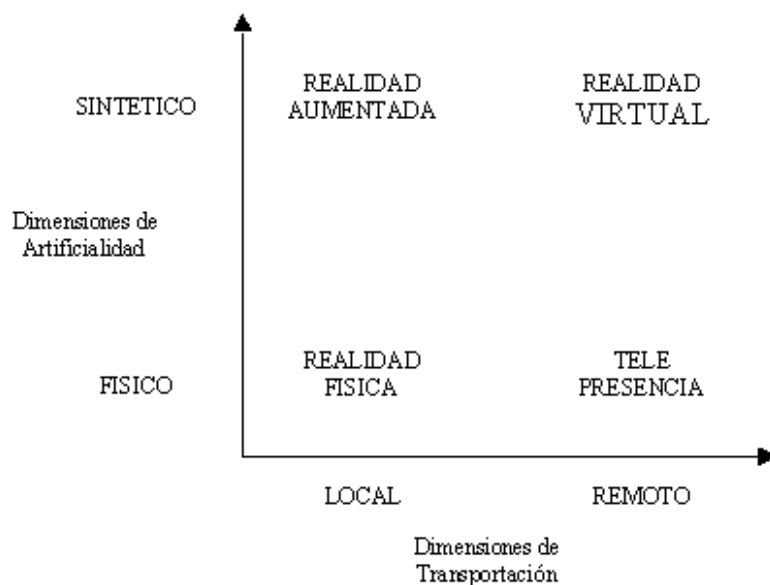 REALIDAD
AUMENTADA
REALIDAD
VIRTUAL
SINTETICO
Dimensiones de
Artificialidad
REALIDAD
FISICA
TELE
PRESENCIA
FISICO
LOCAL
REMOTO
Dimensiones de
Transportación